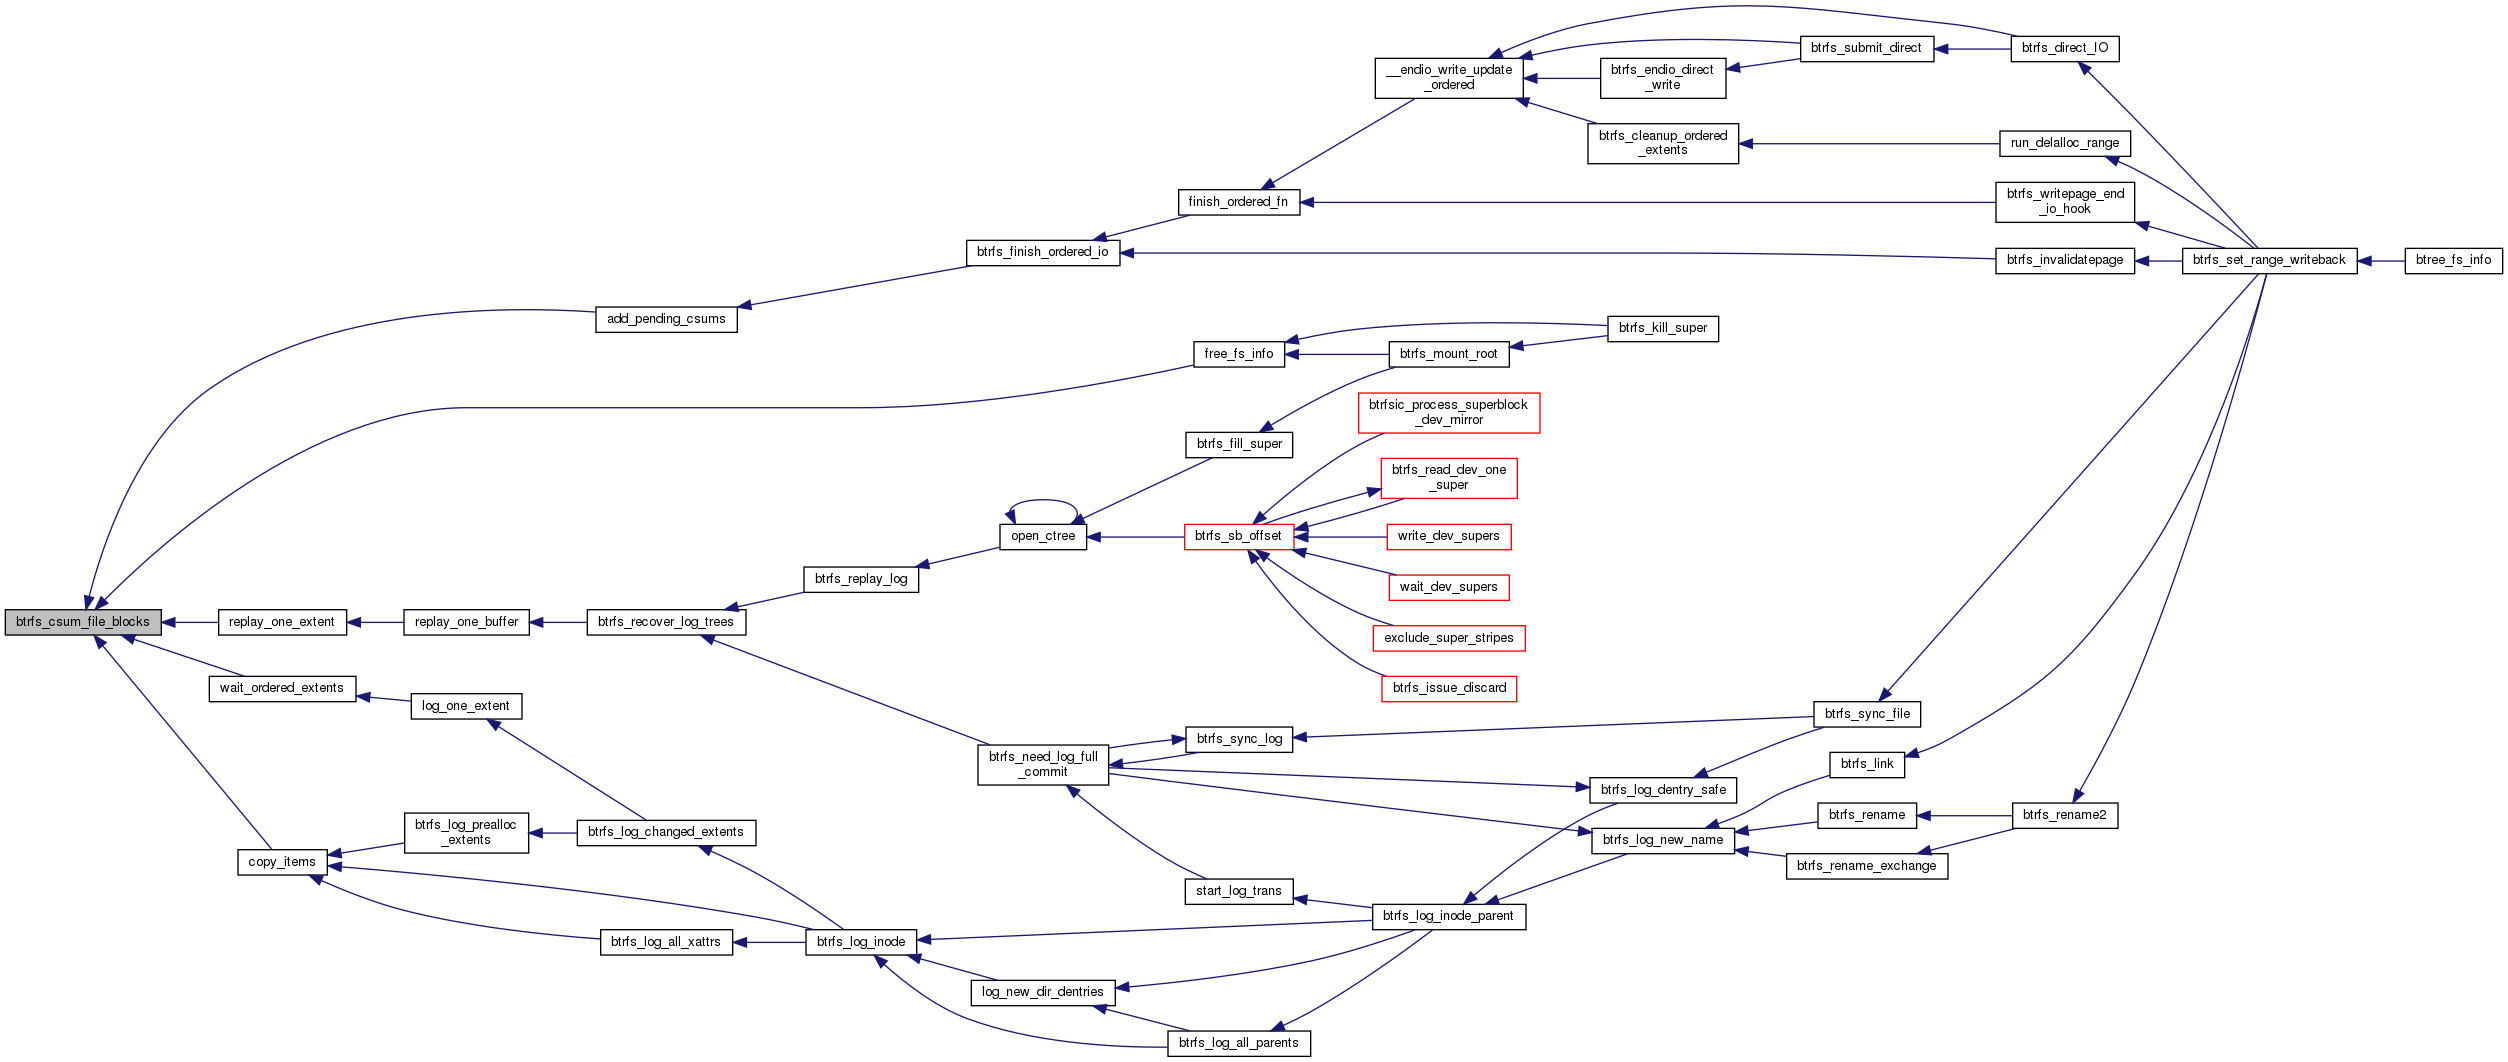 btrfs_csum_file_blocks
add_pending_csums
btrfs_finish_ordered_io
finish_ordered_fn
__endio_write_update
_ordered
btrfs_direct_IO
btrfs_submit_direct
btrfs_endio_direct
_write
btrfs_cleanup_ordered
_extents
run_delalloc_range
btrfs_writepage_end
_io_hook
btrfs_invalidatepage
btrfs_set_range_writeback
btree_fs_info
free_fs_info
btrfs_kill_super
btrfs_mount_root
btrfs_fill_super
btrfsic_process_superblock
_dev_mirror
btrfs_read_dev_one
_super
open_ctree
btrfs_sb_offset
write_dev_supers
wait_dev_supers
exclude_super_stripes
btrfs_issue_discard
btrfs_replay_log
replay_one_extent
replay_one_buffer
btrfs_recover_log_trees
wait_ordered_extents
log_one_extent
btrfs_need_log_full
_commit
btrfs_sync_log
btrfs_sync_file
btrfs_link
btrfs_log_dentry_safe
btrfs_rename
btrfs_rename2
btrfs_log_new_name
btrfs_rename_exchange
btrfs_log_prealloc
_extents
btrfs_log_changed_extents
copy_items
start_log_trans
btrfs_log_inode_parent
btrfs_log_all_xattrs
btrfs_log_inode
log_new_dir_dentries
btrfs_log_all_parents